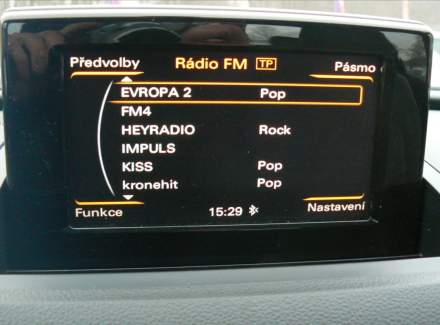 Předvolby Rádio FM TP Pásmo
EVROPA 2 Pop
FM4
HEYRADIO Rock
IMPULS
KISS Pop
kronehit Pop
Funkce 15:29 Nastavení